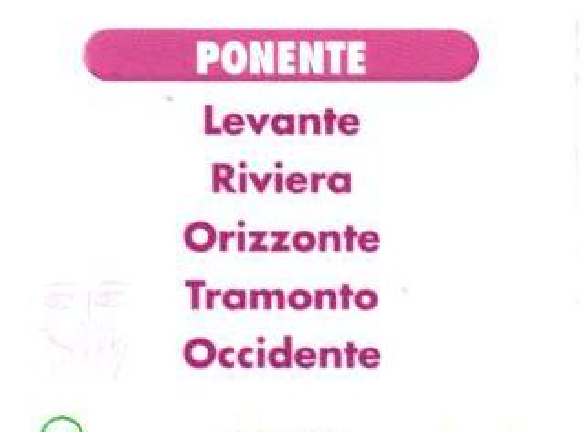 PONENTE
Levante
Riviera
Orizzonte
Tramonto
Occidente